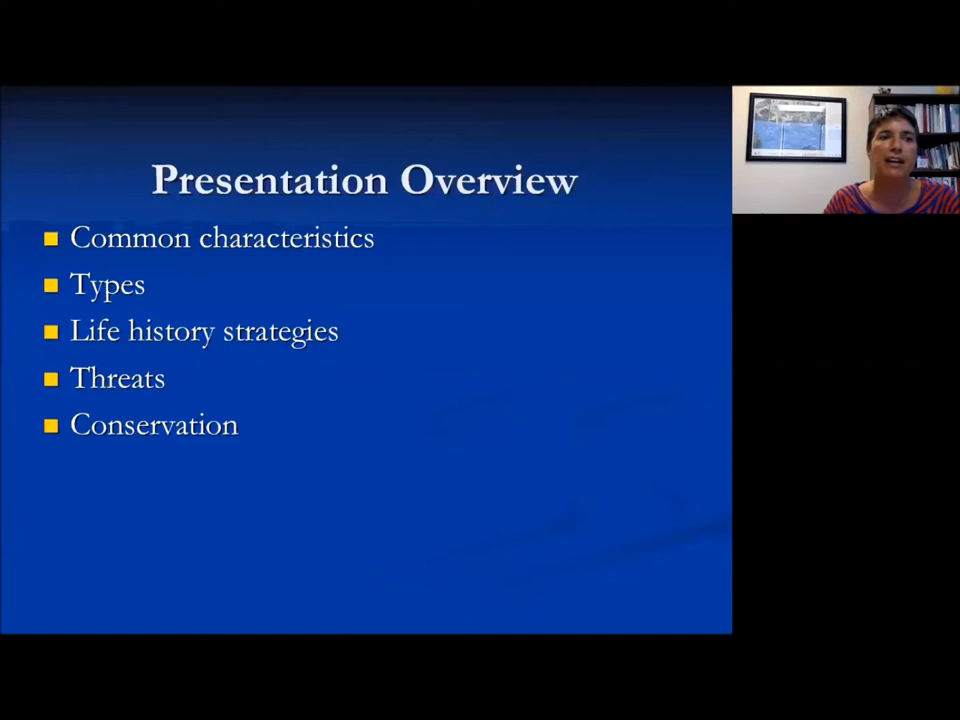 Presentation Overview
Common characteristics
Types
Life history strategies
Threats
Conservation